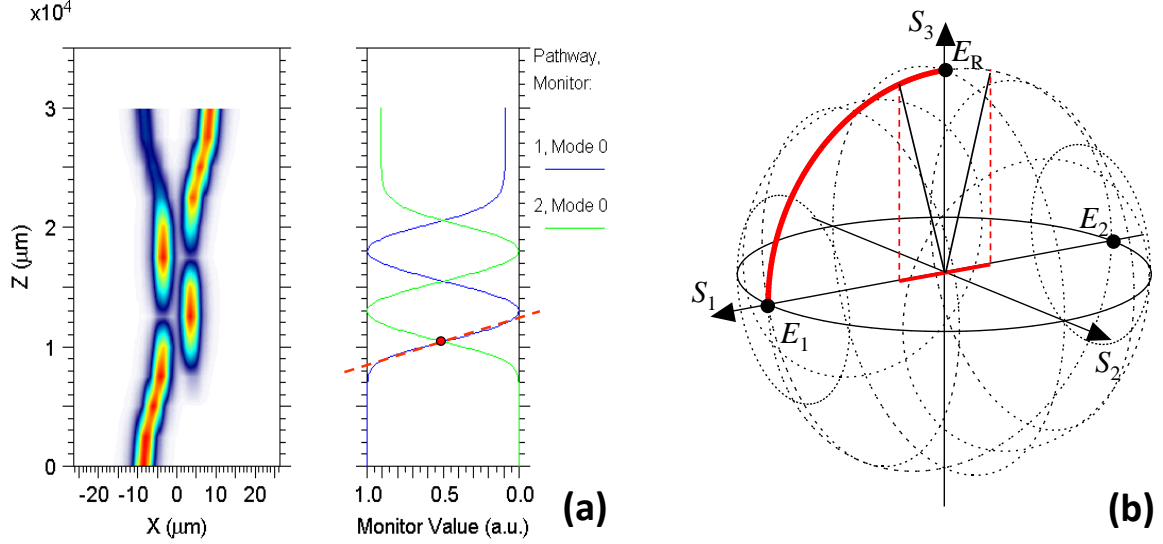 x10⁴
3
2
1
0
Z (μm)
-20 -10 0 10 20
X (μm)
Pathway,
Monitor:
1, Mode 0
2, Mode 0
1.0 0.5 0.0
Monitor Value (a.u.)
(a)
S₃
E_R
E₂
S₁
E₁
S₂
(b)